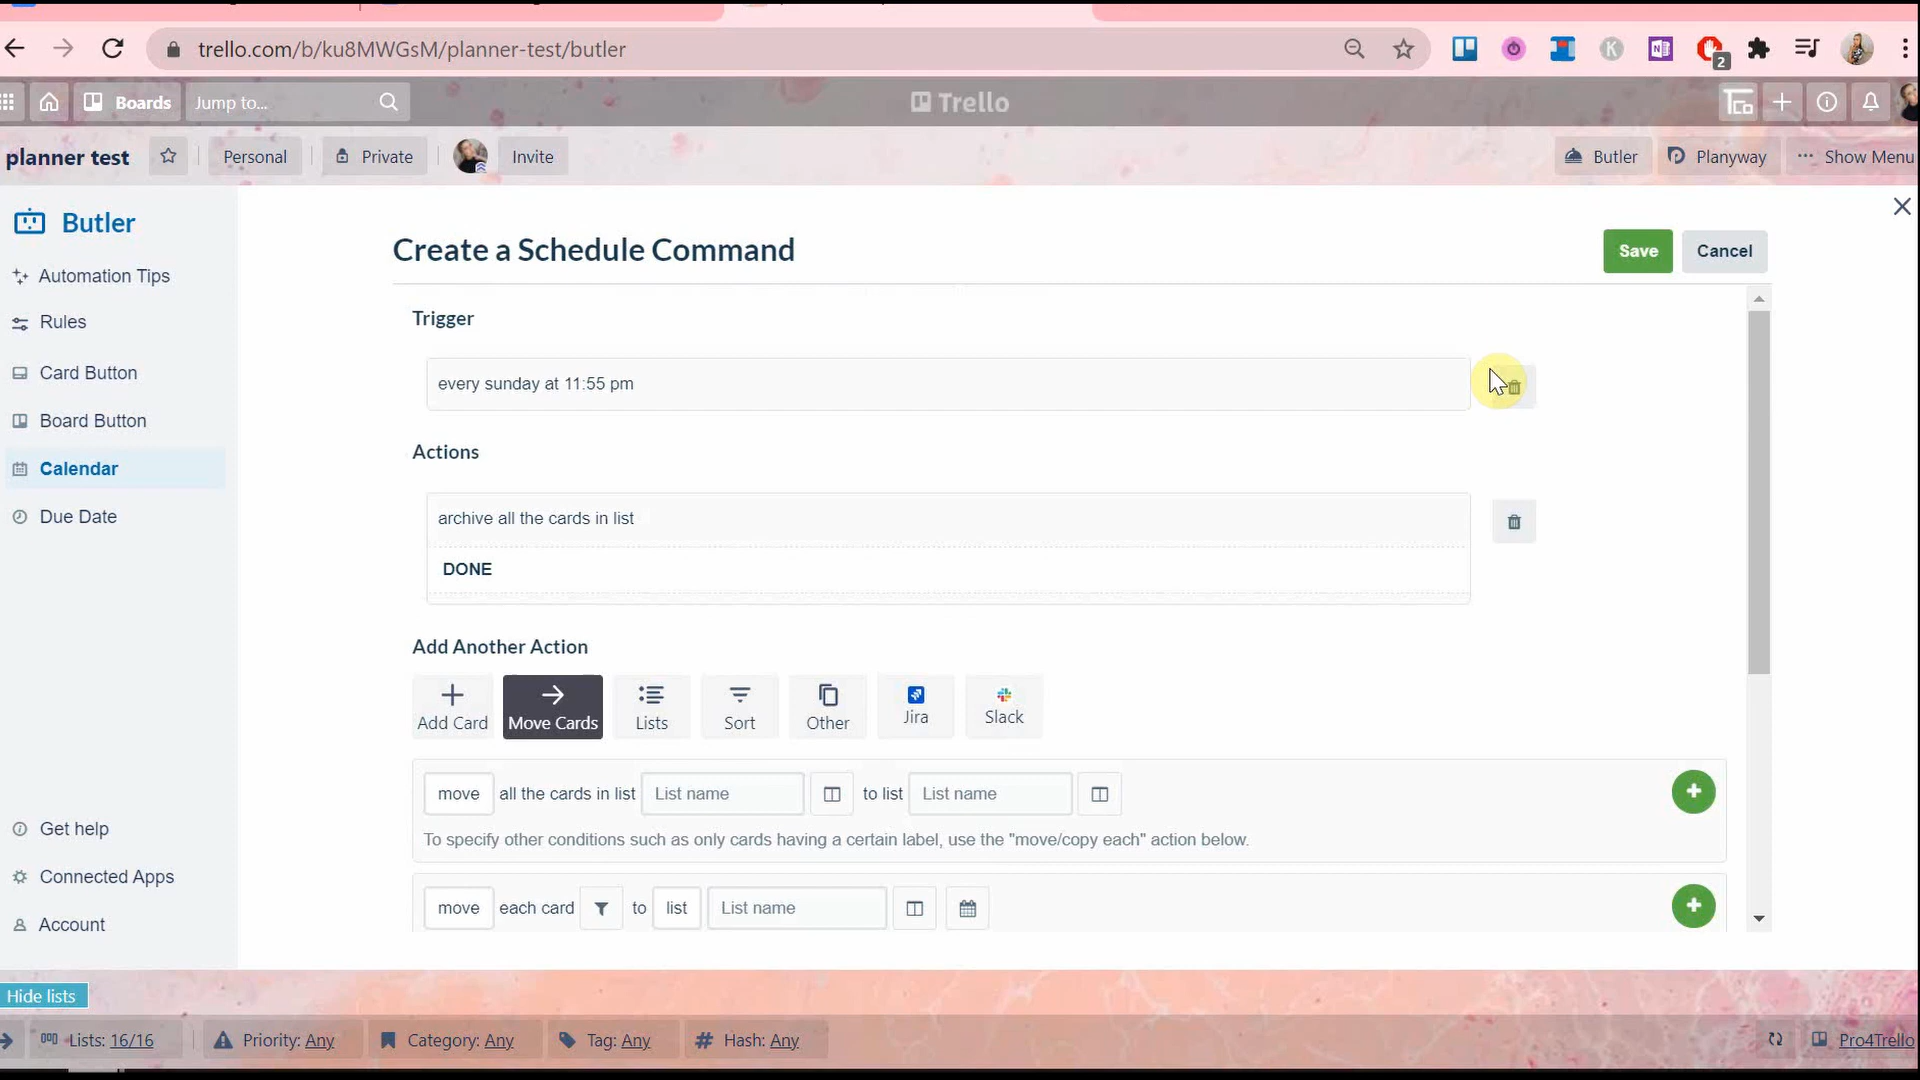 trello.com/b/ku8MWGsM/planner-test/butler
2
Boards Jump to... Trello
planner test Personal Private Invite Butler Planyway Show Menu
Butler
Automation Tips
Rules
Card Button
Board Button
Calendar
Due Date
Get help
Connected Apps
Account
Create a Schedule Command Save Cancel
Trigger
every sunday at 11:55 pm
Actions
archive all the cards in list
DONE
Add Another Action
Add Card Move Cards Lists Sort Other Jira Slack
move all the cards in list List name to list List name
To specify other conditions such as only cards having a certain label, use the "move/copy each" action below.
move each card to list List name
Hide lists
Lists: 16/16 Priority: Any Category: Any Tag: Any Hash: Any Pro4Trello